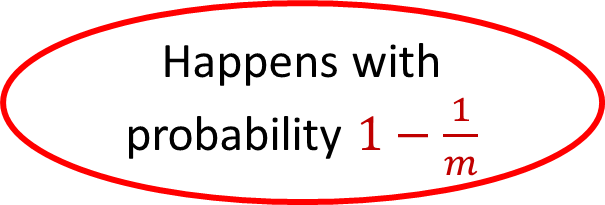 Happens with
probability 1 − 1/m